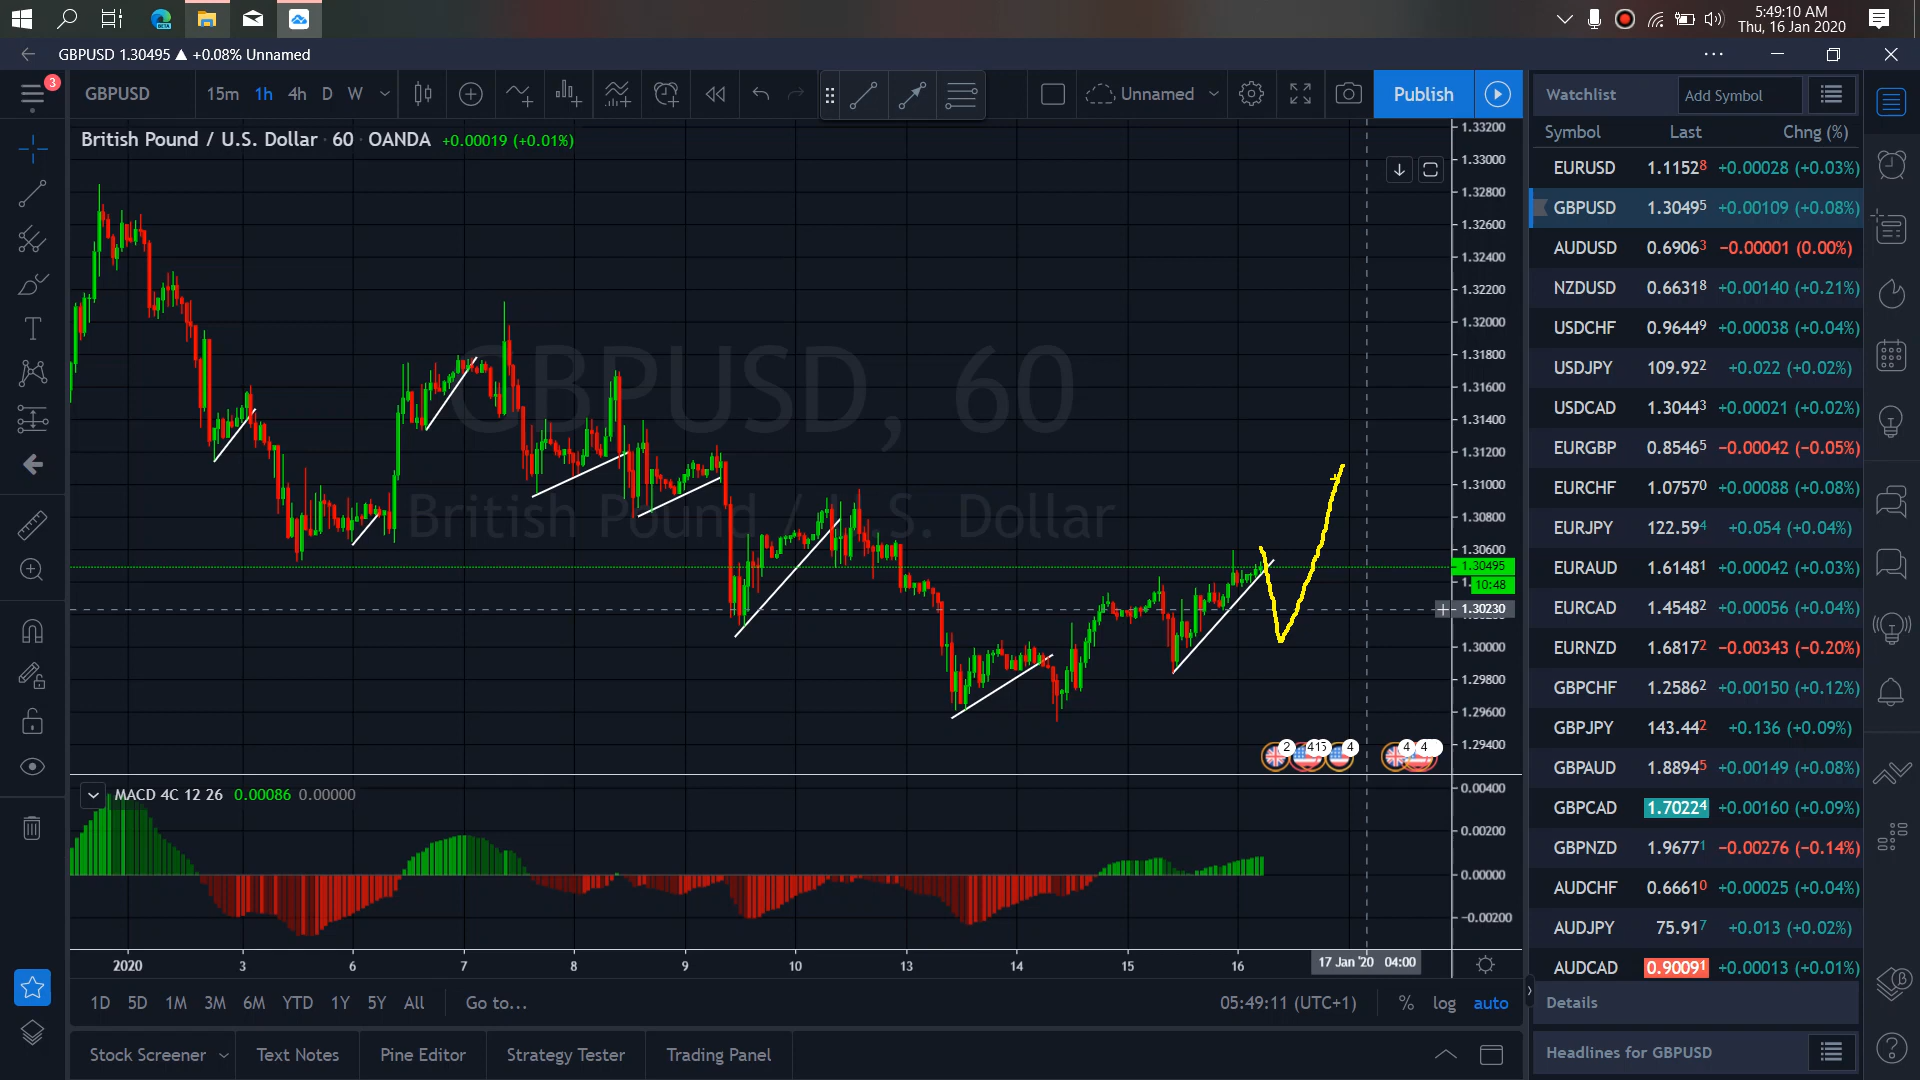 5:49:10 AM
Thu, 16 Jan 2020
GBPUSD 1.30495 ▲ +0.08% Unnamed
3
GBPUSD 15m 1h 4h D W Unnamed Publish
Watchlist Add Symbol
British Pound / U.S. Dollar · 60 · OANDA +0.00019 (+0.01%)
Symbol Last Chng (%)
EURUSD 1.11528 +0.00028 (+0.03%)
GBPUSD 1.30495 +0.00109 (+0.08%)
AUDUSD 0.69063 −0.00001 (0.00%)
NZDUSD 0.66318 +0.00140 (+0.21%)
USDCHF 0.96449 +0.00038 (+0.04%)
USDJPY 109.922 +0.022 (+0.02%)
USDCAD 1.30443 +0.00021 (+0.02%)
EURGBP 0.85465 −0.00042 (−0.05%)
EURCHF 1.07570 +0.00088 (+0.08%)
EURJPY 122.594 +0.054 (+0.04%)
EURAUD 1.61481 +0.00042 (+0.03%)
EURCAD 1.45482 +0.00056 (+0.04%)
EURNZD 1.68172 −0.00343 (−0.20%)
GBPCHF 1.25862 +0.00150 (+0.12%)
GBPJPY 143.442 +0.136 (+0.09%)
GBPAUD 1.88945 +0.00149 (+0.08%)
GBPCAD 1.70224 +0.00160 (+0.09%)
GBPNZD 1.96771 −0.00276 (−0.14%)
AUDCHF 0.66610 +0.00025 (+0.04%)
AUDJPY 75.917 +0.013 (+0.02%)
AUDCAD 0.90091 +0.00013 (+0.01%)
Details
Headlines for GBPUSD
GBPUSD, 60
British Pound / U.S. Dollar
1.33200
1.33000
1.32800
1.32600
1.32400
1.32200
1.32000
1.31800
1.31600
1.31400
1.31200
1.31000
1.30800
1.30600
1.30495
10:48
1.30230
1.30000
1.29800
1.29600
1.29400
2 415 4 4 4
MACD 4C 12 26 0.00086 0.00000
0.00400
0.00200
0.00000
−0.00200
2020 3 6 7 8 9 10 13 14 15 16 17 Jan '20 04:00
1D 5D 1M 3M 6M YTD 1Y 5Y All Go to... 05:49:11 (UTC+1) % log auto
Stock Screener Text Notes Pine Editor Strategy Tester Trading Panel